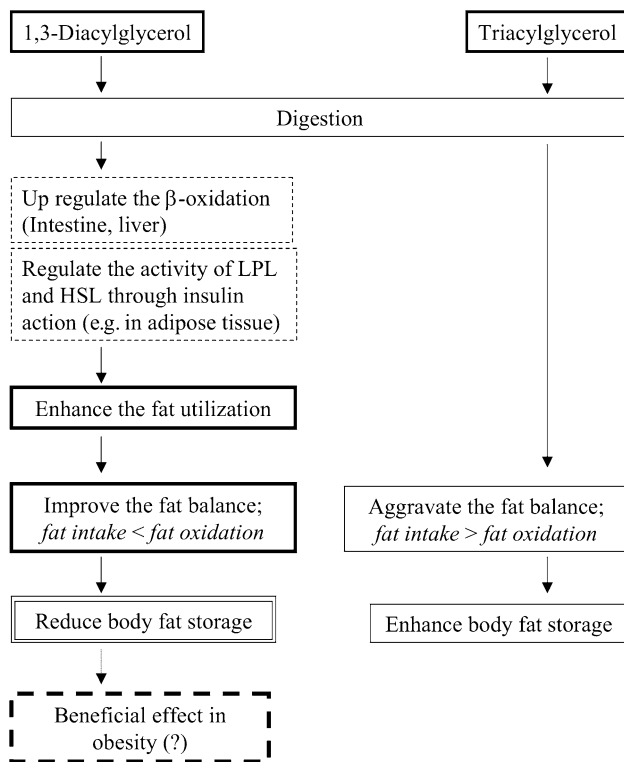 1,3-Diacylglycerol
Triacylglycerol
Digestion
Up regulate the β-oxidation
(Intestine, liver)
Regulate the activity of LPL
and HSL through insulin
action (e.g. in adipose tissue)
Enhance the fat utilization
Improve the fat balance;
fat intake < fat oxidation
Aggravate the fat balance;
fat intake > fat oxidation
Reduce body fat storage
Enhance body fat storage
Beneficial effect in
obesity (?)